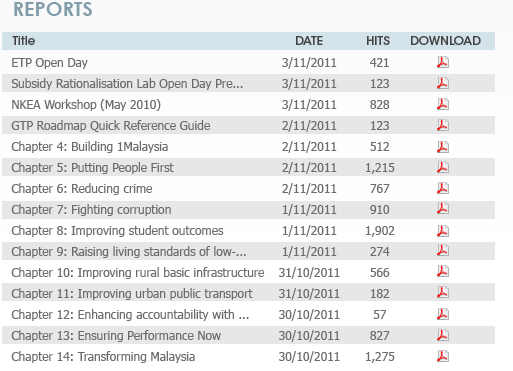 REPORTS
Title DATE HITS DOWNLOAD
ETP Open Day 3/11/2011 421
Subsidy Rationalisation Lab Open Day Pre... 3/11/2011 123
NKEA Workshop (May 2010) 3/11/2011 828
GTP Roadmap Quick Reference Guide 2/11/2011 123
Chapter 4: Building 1Malaysia 2/11/2011 512
Chapter 5: Putting People First 2/11/2011 1,215
Chapter 6: Reducing crime 2/11/2011 767
Chapter 7: Fighting corruption 1/11/2011 910
Chapter 8: Improving student outcomes 1/11/2011 1,902
Chapter 9: Raising living standards of low-... 1/11/2011 274
Chapter 10: Improving rural basic infrastructure 31/10/2011 566
Chapter 11: Improving urban public transport 31/10/2011 182
Chapter 12: Enhancing accountability with ... 30/10/2011 57
Chapter 13: Ensuring Performance Now 30/10/2011 827
Chapter 14: Transforming Malaysia 30/10/2011 1,275